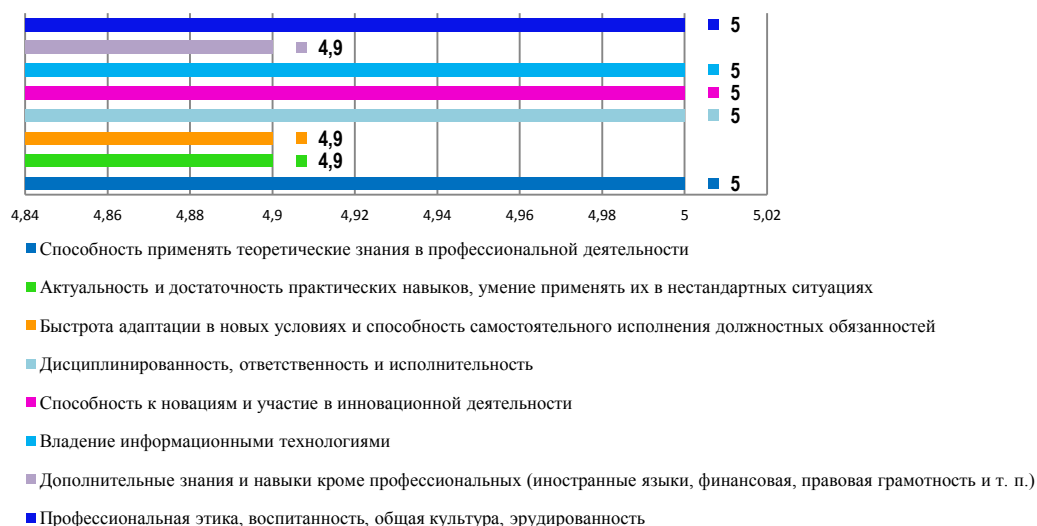 5
4,9
5
5
5
4,9
4,9
5
4,84 4,86 4,88 4,9 4,92 4,94 4,96 4,98 5 5,02
Способность применять теоретические знания в профессиональной деятельности
Актуальность и достаточность практических навыков, умение применять их в нестандартных ситуациях
Быстрота адаптации в новых условиях и способность самостоятельного исполнения должностных обязанностей
Дисциплинированность, ответственность и исполнительность
Способность к новациям и участие в инновационной деятельности
Владение информационными технологиями
Дополнительные знания и навыки кроме профессиональных (иностранные языки, финансовая, правовая грамотность и т. п.)
Профессиональная этика, воспитанность, общая культура, эрудированность